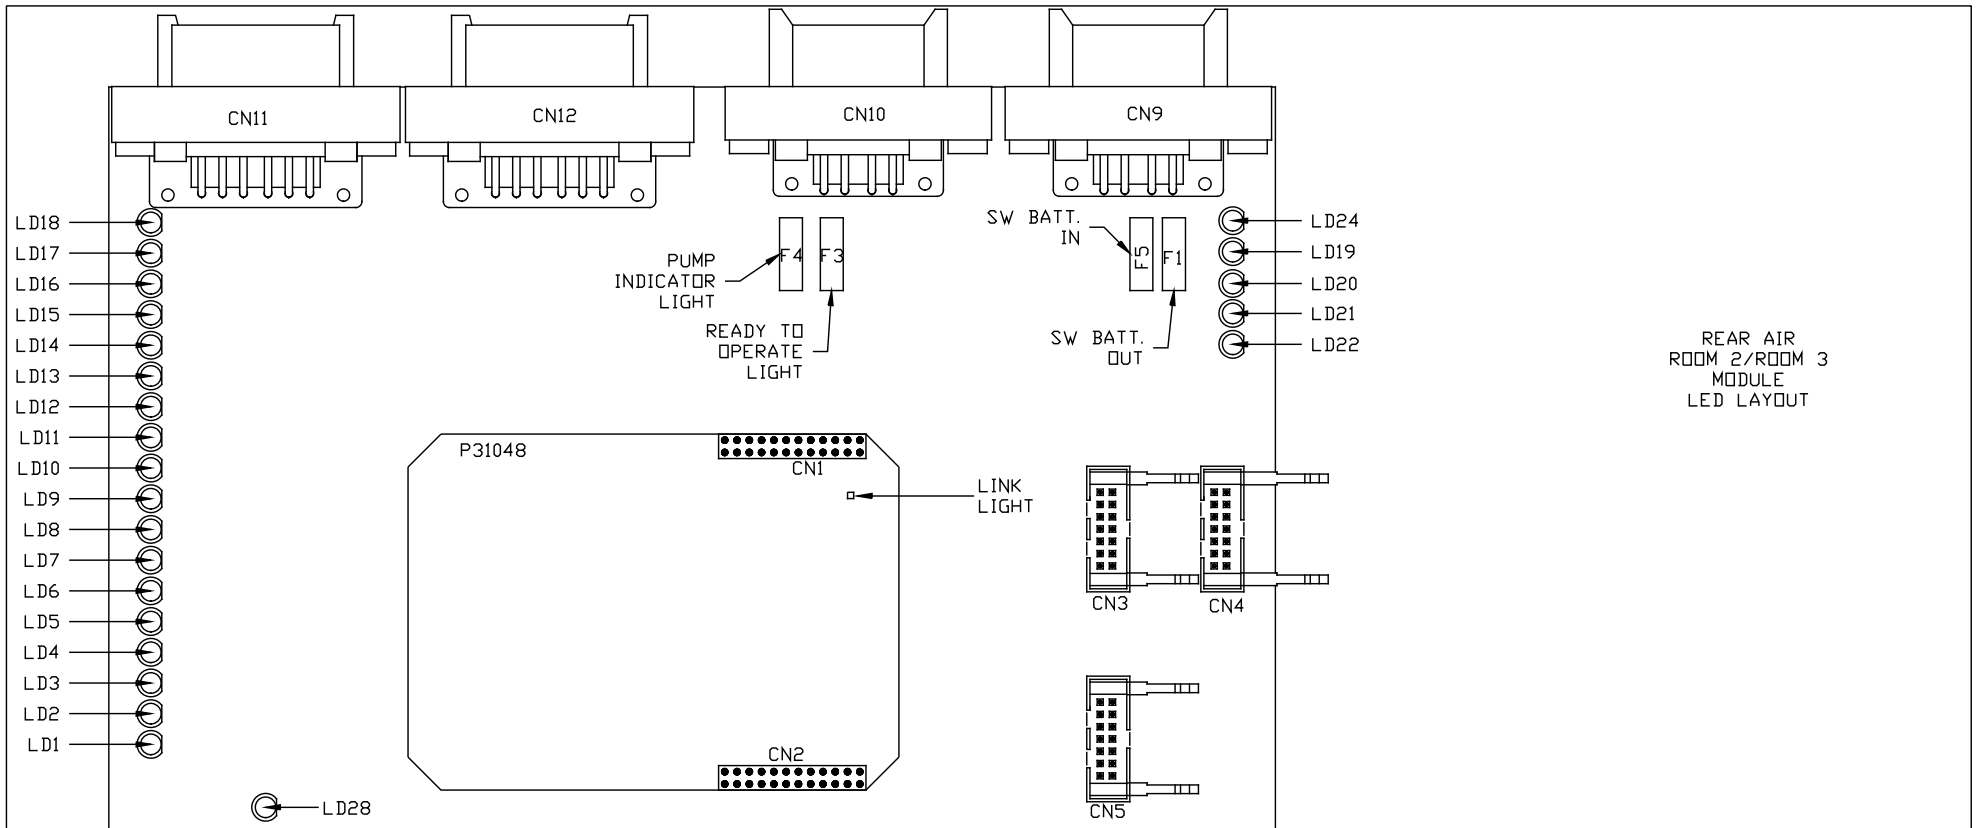 CN11
CN12
CN10
CN9
LD18
LD17
LD16
LD15
LD14
LD13
LD12
LD11
LD10
LD9
LD8
LD7
LD6
LD5
LD4
LD3
LD2
LD1
LD28
PUMP
INDICATOR
LIGHT
F4
F3
READY TO
OPERATE
LIGHT
SW BATT.
IN
F5
F1
SW BATT.
OUT
LD24
LD19
LD20
LD21
LD22
P31048
CN1
LINK
LIGHT
CN2
CN3
CN4
CN5
REAR AIR
ROOM 2/ROOM 3
MODULE
LED LAYOUT